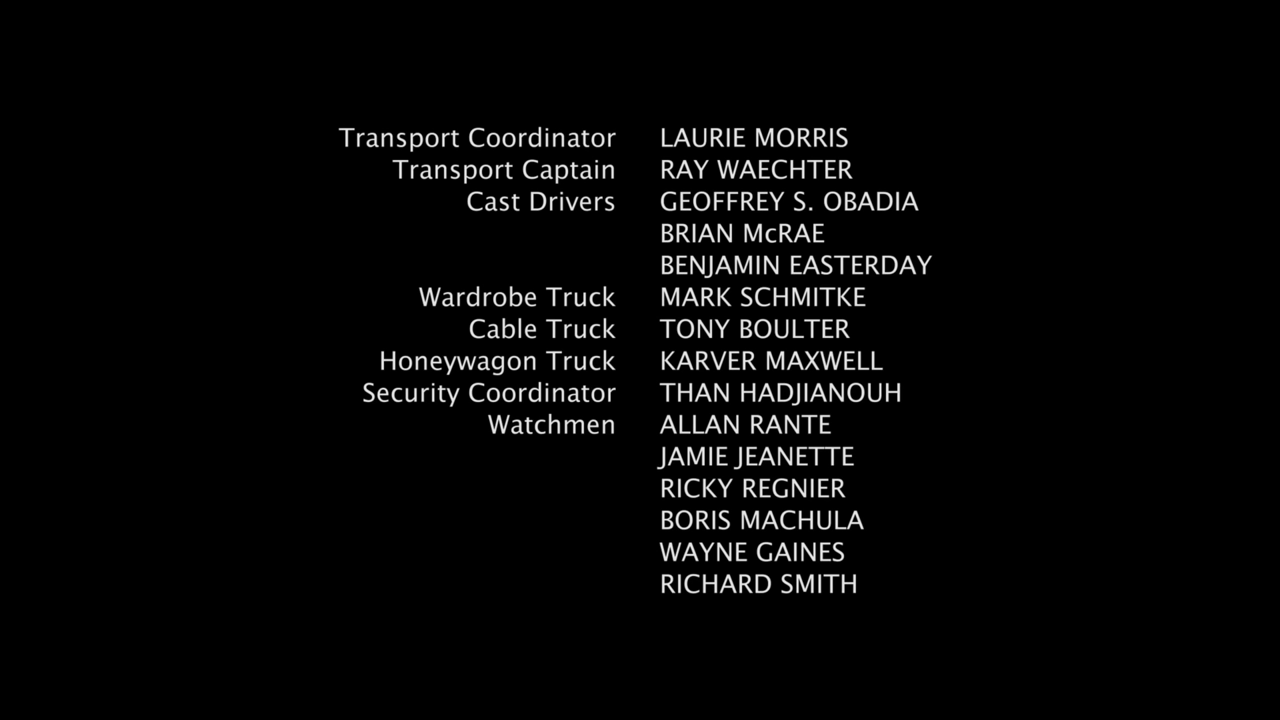 Transport Coordinator LAURIE MORRIS
Transport Captain RAY WAECHTER
Cast Drivers GEOFFREY S. OBADIA
BRIAN McRAE
BENJAMIN EASTERDAY
Wardrobe Truck MARK SCHMITKE
Cable Truck TONY BOULTER
Honeywagon Truck KARVER MAXWELL
Security Coordinator THAN HADJIANOUH
Watchmen ALLAN RANTE
JAMIE JEANETTE
RICKY REGNIER
BORIS MACHULA
WAYNE GAINES
RICHARD SMITH